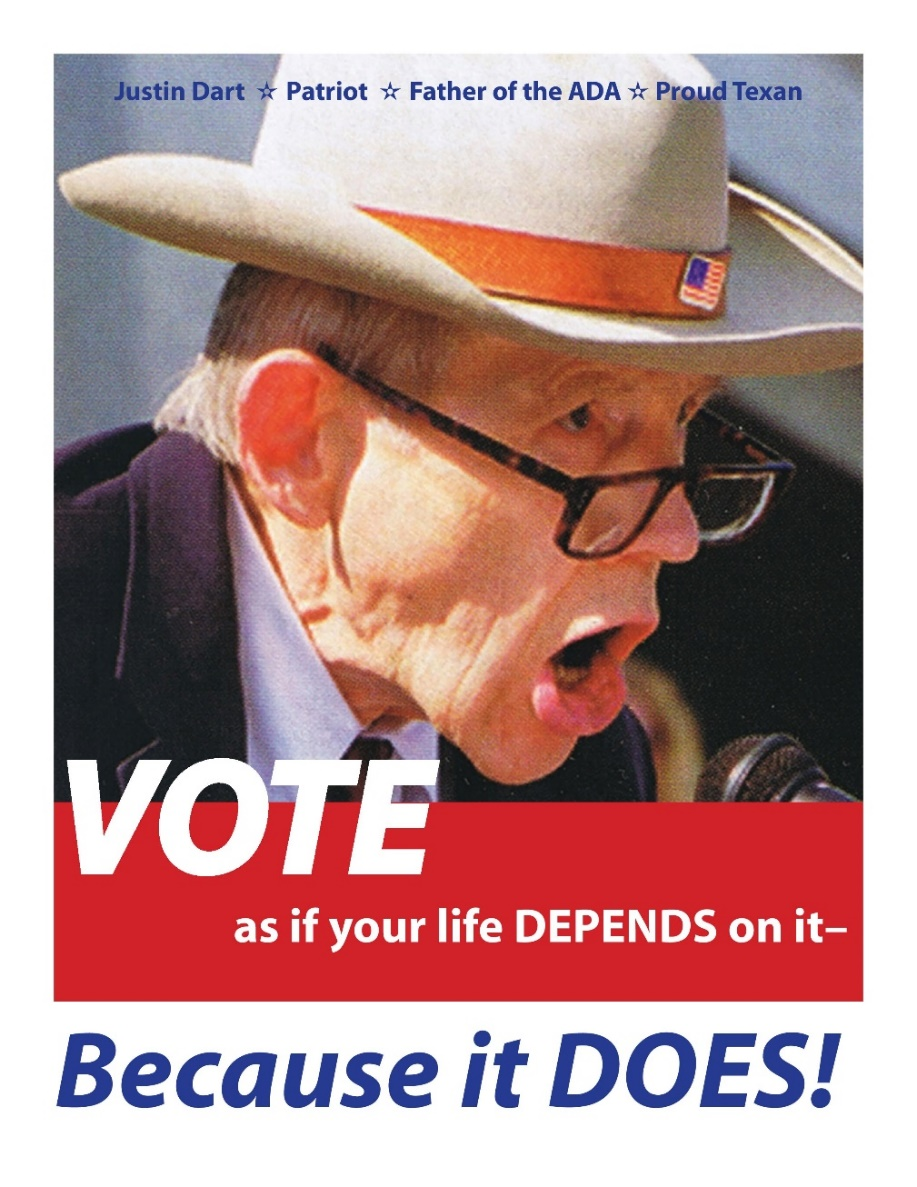 Justin Dart ☆ Patriot ☆ Father of the ADA ☆ Proud Texan
VOTE
as if your life DEPENDS on it–
Because it DOES!